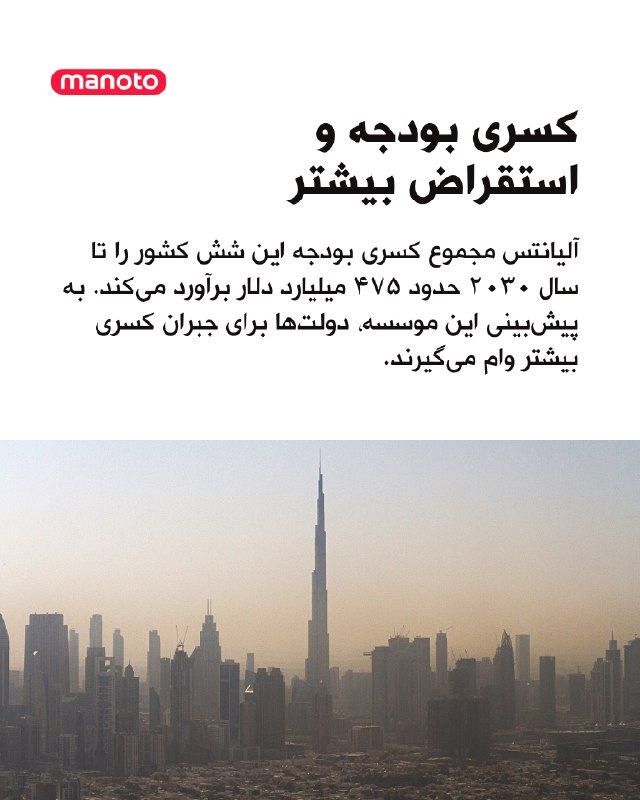 manoto
کسری بودجه و
استقراض بیشتر
آلیانتس مجموع کسری بودجه این شش کشور را تا
سال ۲۰۳۰ حدود ۴۷۵ میلیارد دلار برآورد می‌کند. به
پیش‌بینی این موسسه، دولت‌ها برای جبران کسری
بیشتر وام می‌گیرند.